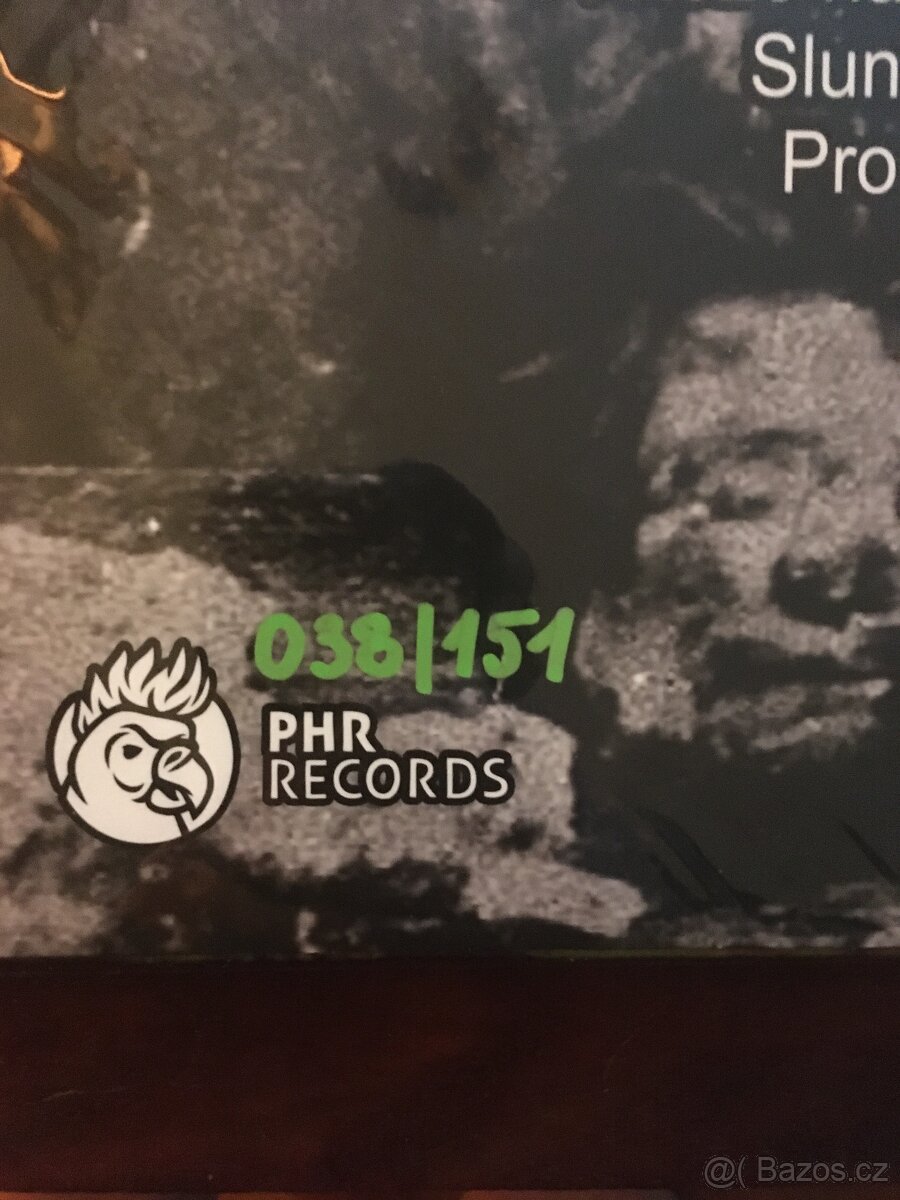 Slun
Pro
038/151
PHR
RECORDS
@( Bazos.cz